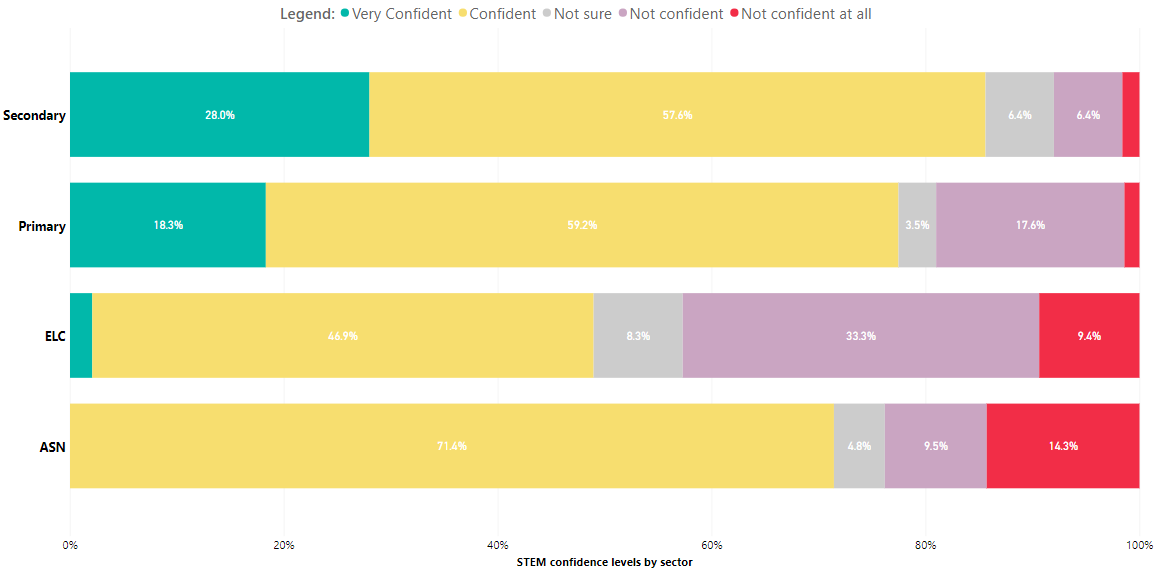 Legend: Very Confident Confident Not sure Not confident Not confident at all
Secondary 28.0% 57.6% 6.4% 6.4%
Primary 18.3% 59.2% 3.5% 17.6%
ELC 46.9% 8.3% 33.3% 9.4%
ASN 71.4% 4.8% 9.5% 14.3%
0% 20% 40% 60% 80% 100%
STEM confidence levels by sector